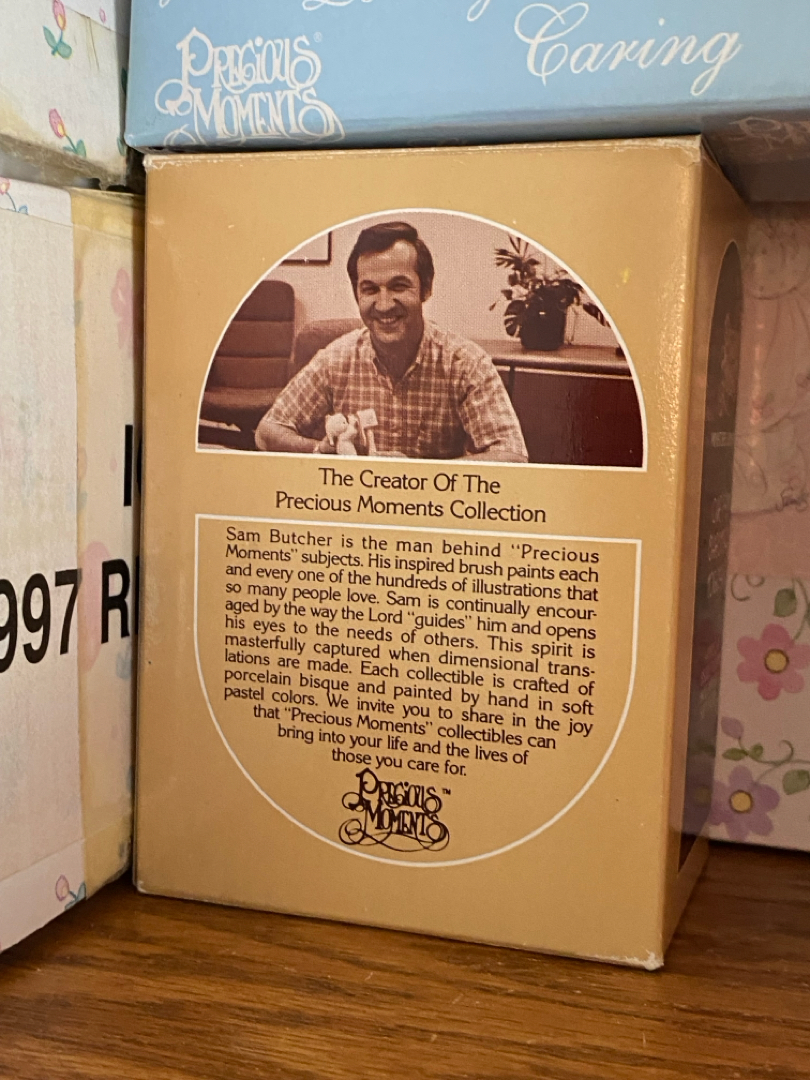 Caring
PRECIOUS
MOMENTS
®
The Creator Of The
Precious Moments Collection
Sam Butcher is the man behind "Precious
Moments" subjects. His inspired brush paints each
and every one of the hundreds of illustrations that
so many people love. Sam is continually encour-
aged by the way the Lord "guides" him and opens
his eyes to the needs of others. This spirit is
masterfully captured when dimensional trans-
lations are made. Each collectible is crafted of
porcelain bisque and painted by hand in soft
pastel colors. We invite you to share in the joy
that "Precious Moments" collectibles can
bring into your life and the lives of
those you care for.
PRECIOUS
MOMENTS ™
997 R